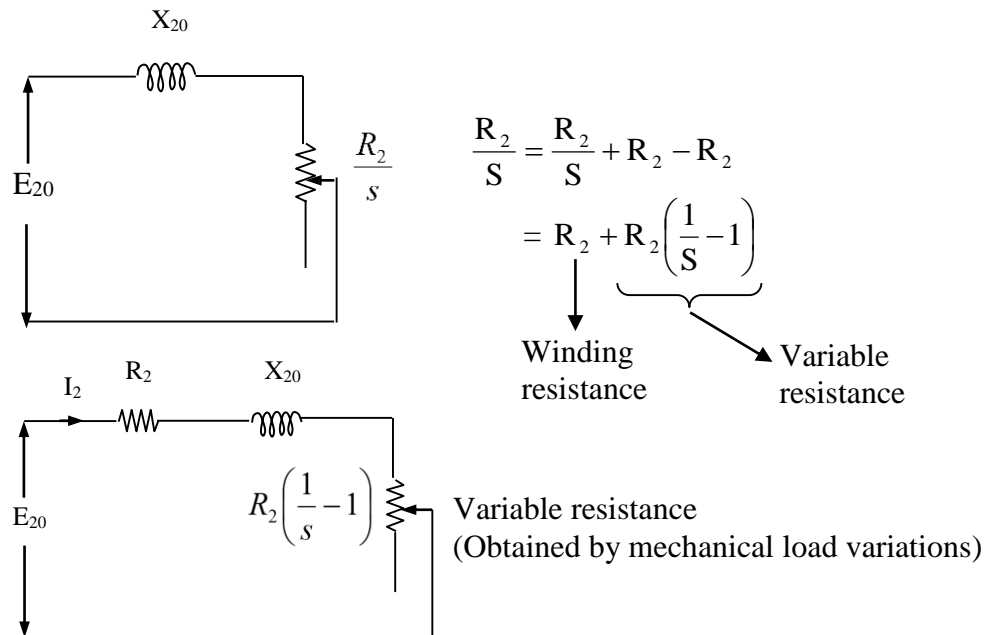 X₂₀
E₂₀
R₂/s
R₂/S = R₂/S + R₂ − R₂
= R₂ + R₂(1/S − 1)
Winding resistance
Variable resistance
I₂
R₂
X₂₀
E₂₀
R₂(1/s − 1)
Variable resistance
(Obtained by mechanical load variations)